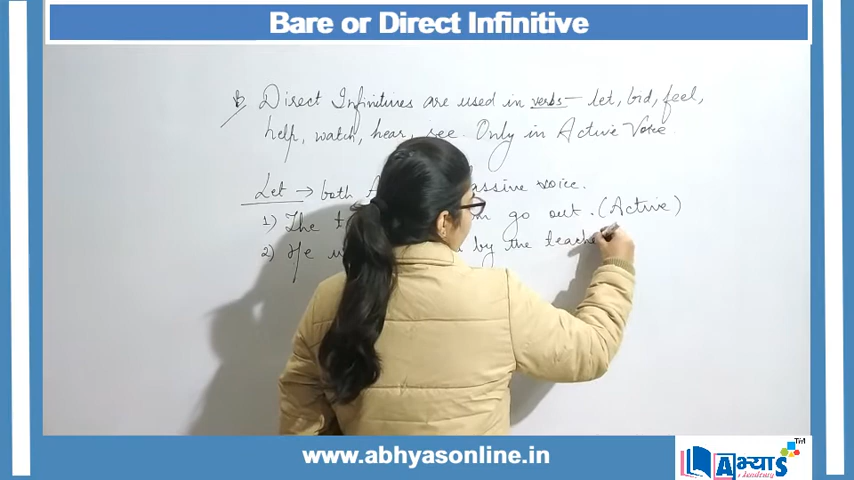 Bare or Direct Infinitive
Direct Infinitives are used in verbs - let, bid, feel,
help, watch, hear, see. Only in Active Voice.
Let → both voice.
1) The go out. (Active)
2) He by the
www.abhyasonline.in
अभ्याS
TM